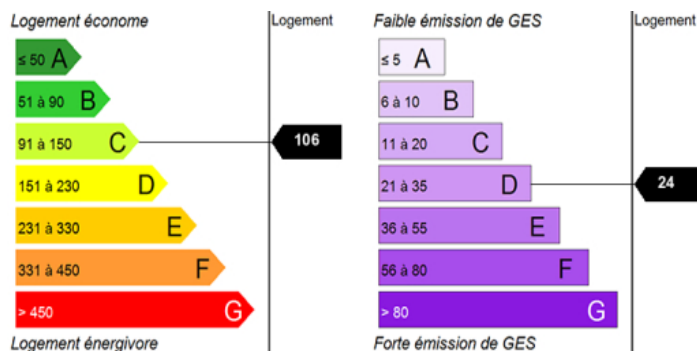 Logement économe
Logement
≤ 50 A
51 à 90 B
91 à 150 C
106
151 à 230 D
231 à 330 E
331 à 450 F
> 450 G
Logement énergivore
Faible émission de GES
Logement
≤ 5 A
6 à 10 B
11 à 20 C
21 à 35 D
24
36 à 55 E
56 à 80 F
> 80 G
Forte émission de GES